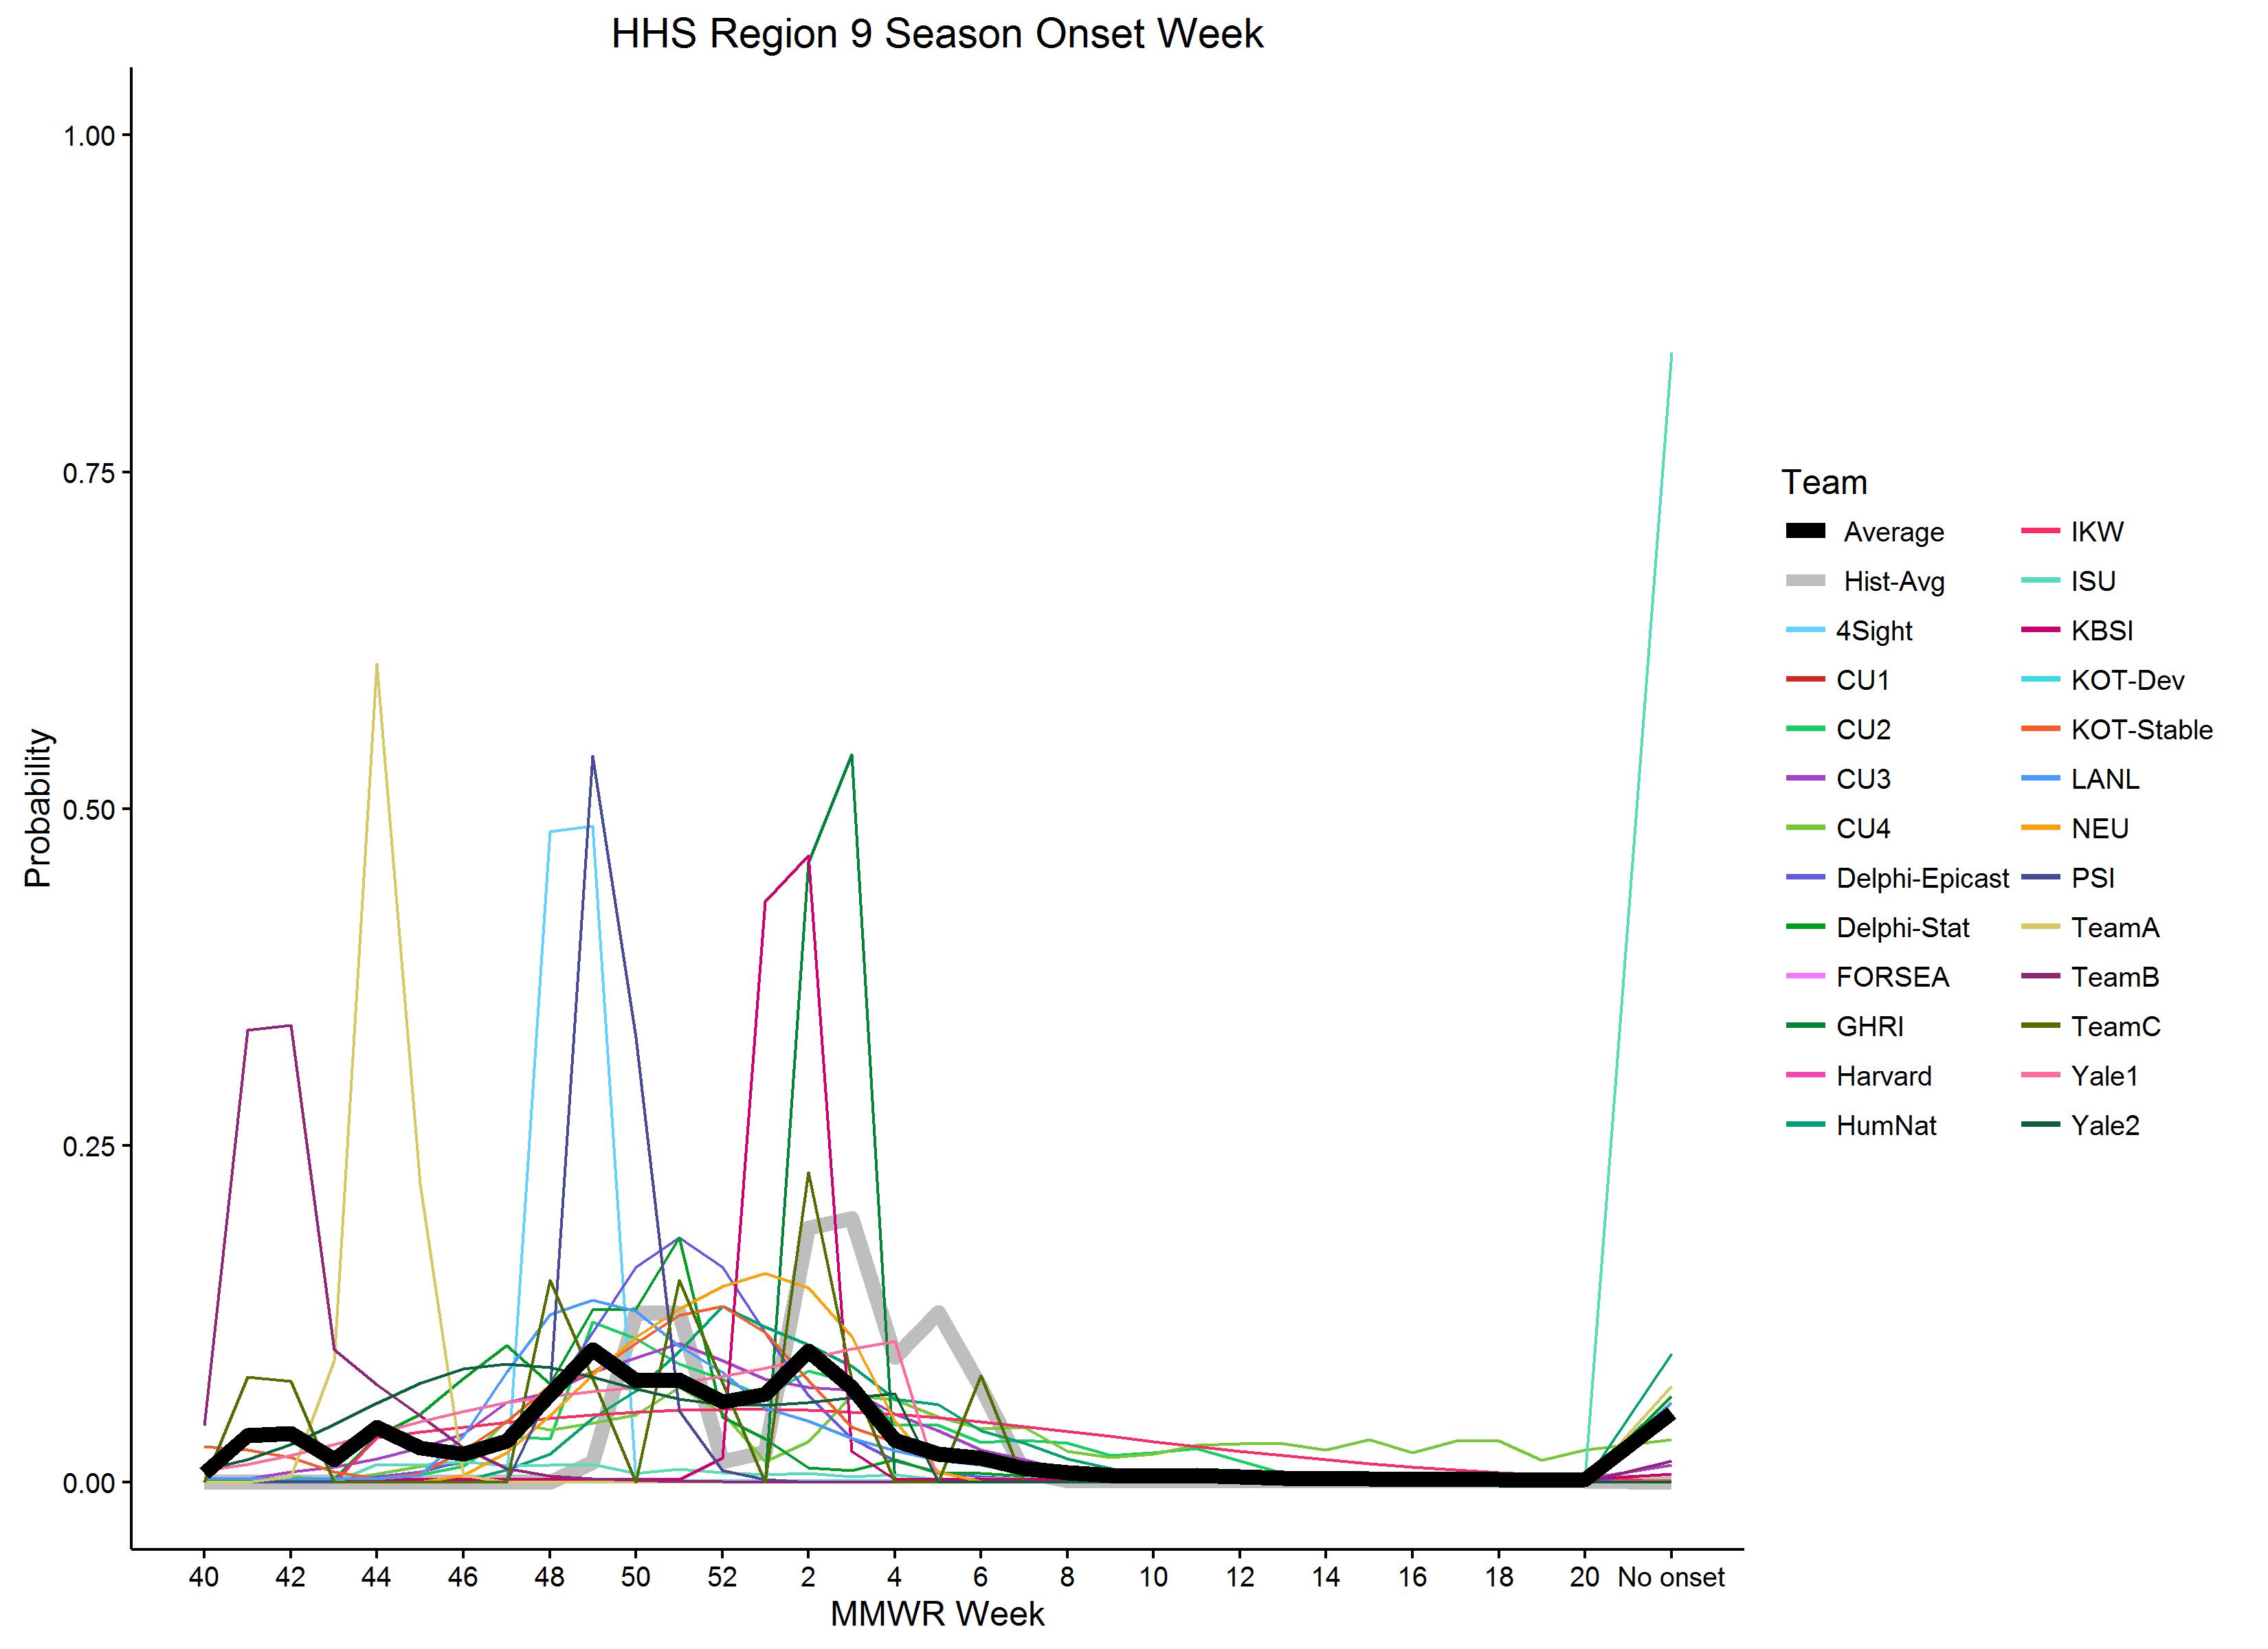 HHS Region 9 Season Onset Week
1.00
0.75
0.50
0.25
0.00
Probability
40 42 44 46 48 50 52 2 4 6 8 10 12 14 16 18 20 No onset
MMWR Week
Team
Average IKW
Hist-Avg ISU
4Sight KBSI
CU1 KOT-Dev
CU2 KOT-Stable
CU3 LANL
CU4 NEU
Delphi-Epicast PSI
Delphi-Stat TeamA
FORSEA TeamB
GHRI TeamC
Harvard Yale1
HumNat Yale2